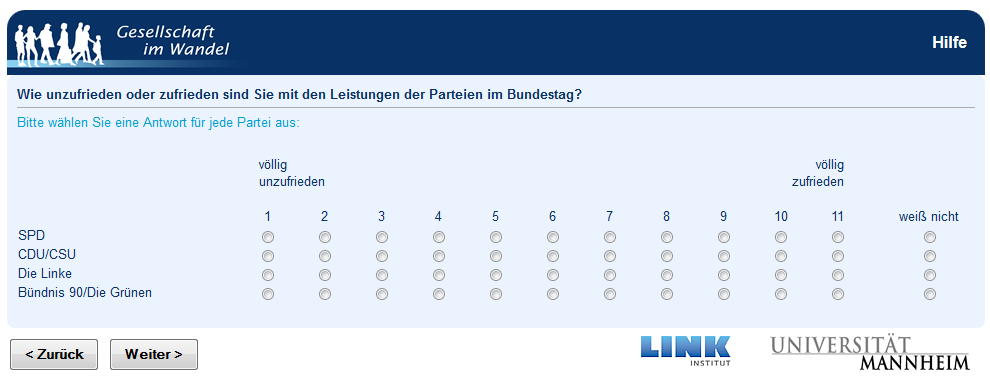 Gesellschaft
im Wandel
Hilfe
Wie unzufrieden oder zufrieden sind Sie mit den Leistungen der Parteien im Bundestag?
Bitte wählen Sie eine Antwort für jede Partei aus:
völlig völlig
unzufrieden zufrieden
1 2 3 4 5 6 7 8 9 10 11 weiß nicht
SPD
CDU/CSU
Die Linke
Bündnis 90/Die Grünen
< Zurück Weiter >
LINK
INSTITUT
UNIVERSITÄT
MANNHEIM